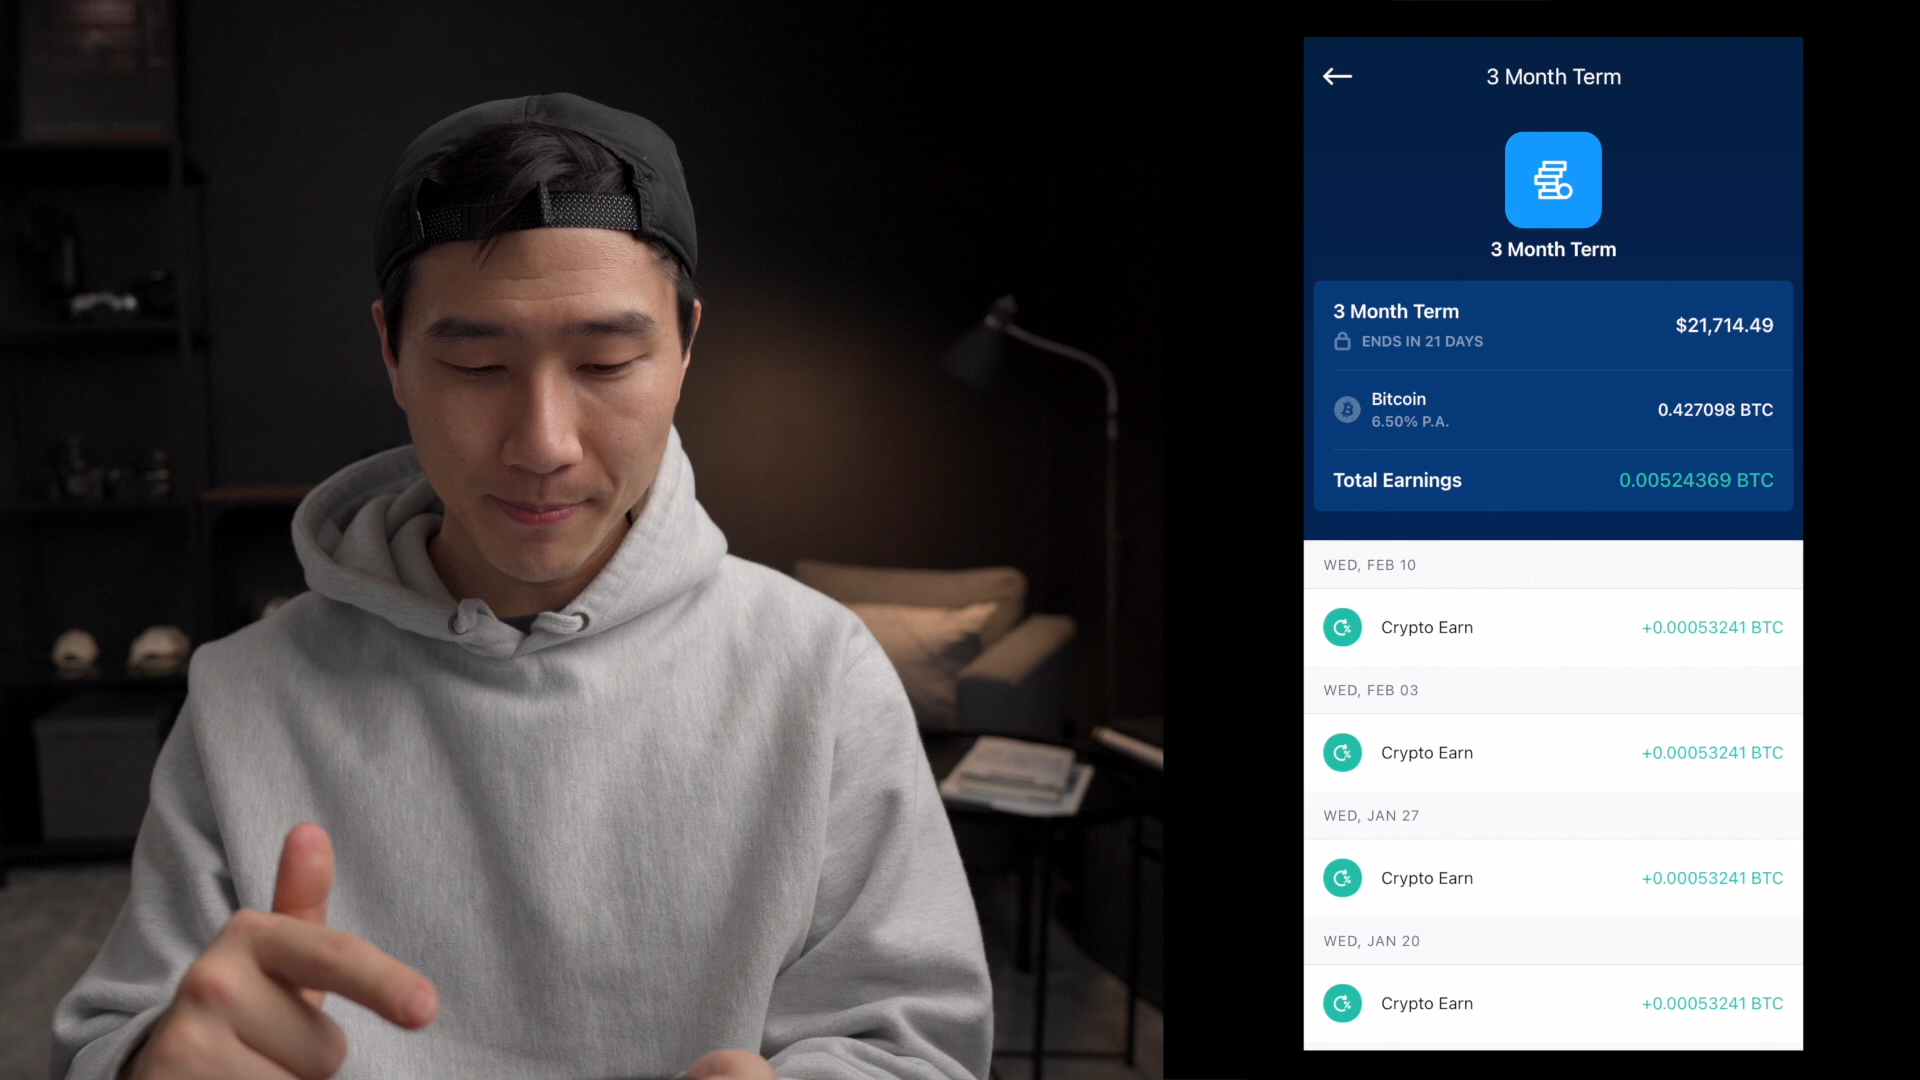 3 Month Term
3 Month Term
3 Month Term
$21,714.49
ENDS IN 21 DAYS
Bitcoin
0.427098 BTC
6.50% P.A.
Total Earnings
0.00524369 BTC
WED, FEB 10
Crypto Earn
+0.00053241 BTC
WED, FEB 03
Crypto Earn
+0.00053241 BTC
WED, JAN 27
Crypto Earn
+0.00053241 BTC
WED, JAN 20
Crypto Earn
+0.00053241 BTC